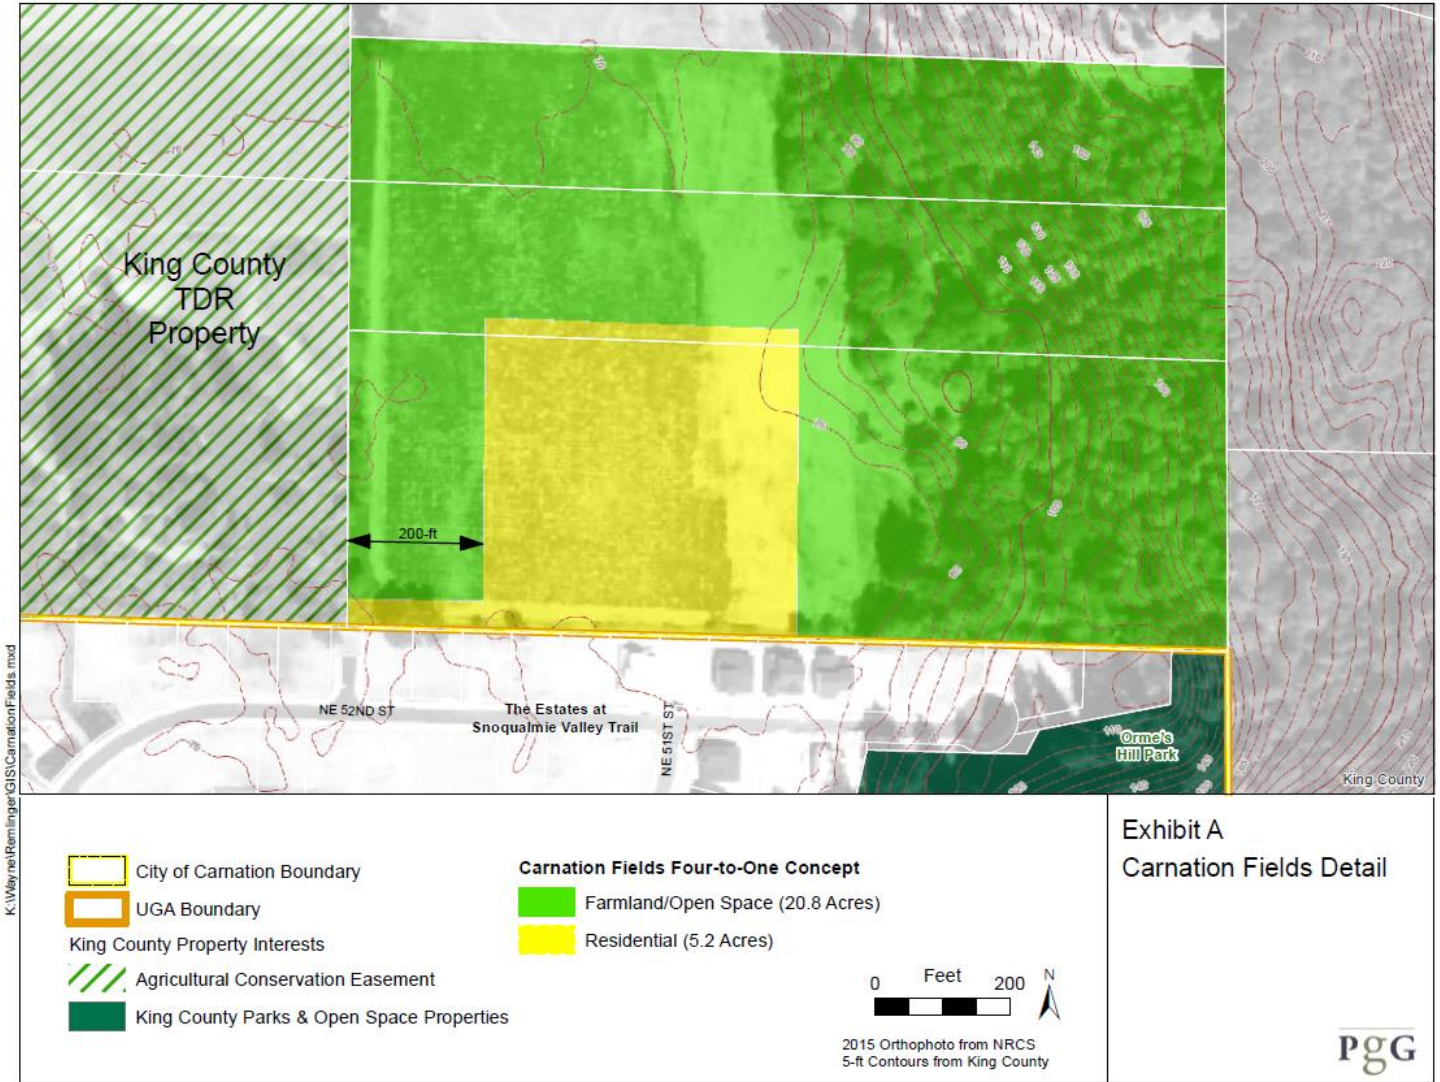 King County
TDR
Property
200-ft
NE 52ND ST
The Estates at
Snoqualmie Valley Trail
NE 51ST ST
Orme's
Hill Park
King County
K:\Wayne\Remlinger\GIS\CarnationFields.mxd
City of Carnation Boundary
UGA Boundary
King County Property Interests
Agricultural Conservation Easement
King County Parks & Open Space Properties
Carnation Fields Four-to-One Concept
Farmland/Open Space (20.8 Acres)
Residential (5.2 Acres)
0 Feet 200
N
2015 Orthophoto from NRCS
5-ft Contours from King County
Exhibit A
Carnation Fields Detail
PgG